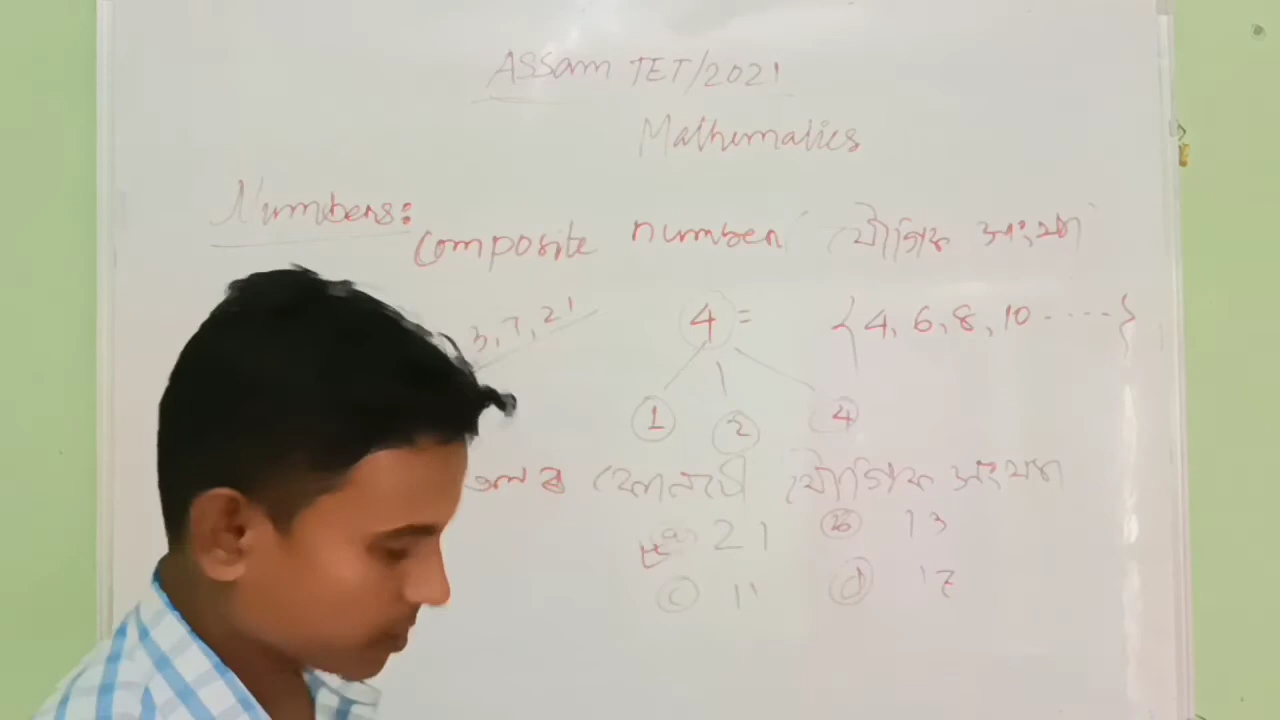 Assam TET/2021
Mathematics
Numbers:
Composite number যৌগিক সংখ্যা
3, 7, 21
4 =
{4, 6, 8, 10 ....}
1 2 4
তলৰ কোনটো যৌগিক সংখ্যা
a 21 b 13
c 11 d 17